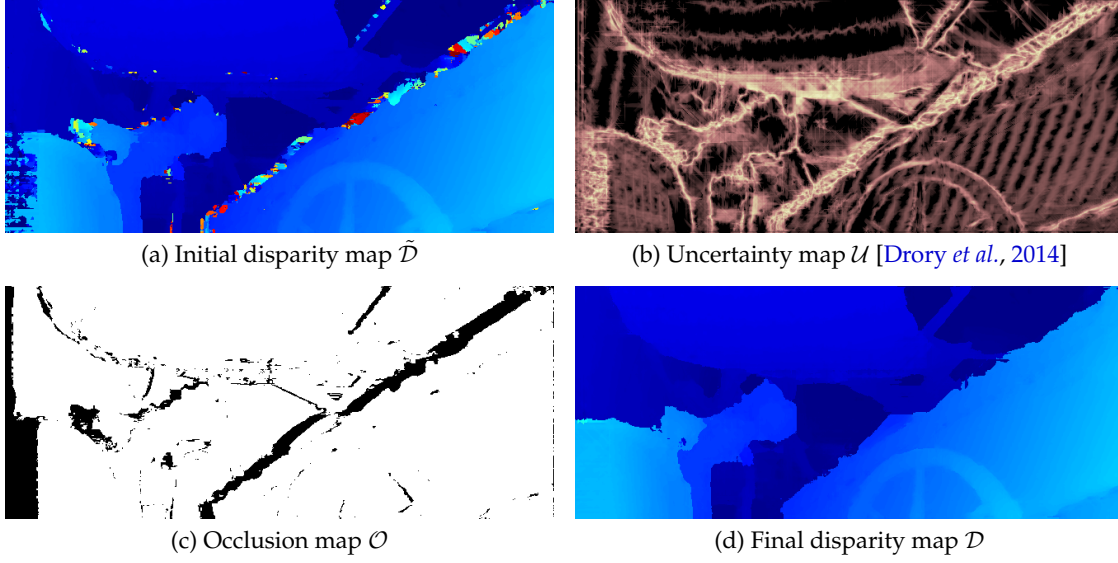 (a) Initial disparity map 𝒟̃
(b) Uncertainty map 𝒰 [Drory et al., 2014]
(c) Occlusion map 𝒪
(d) Final disparity map 𝒟